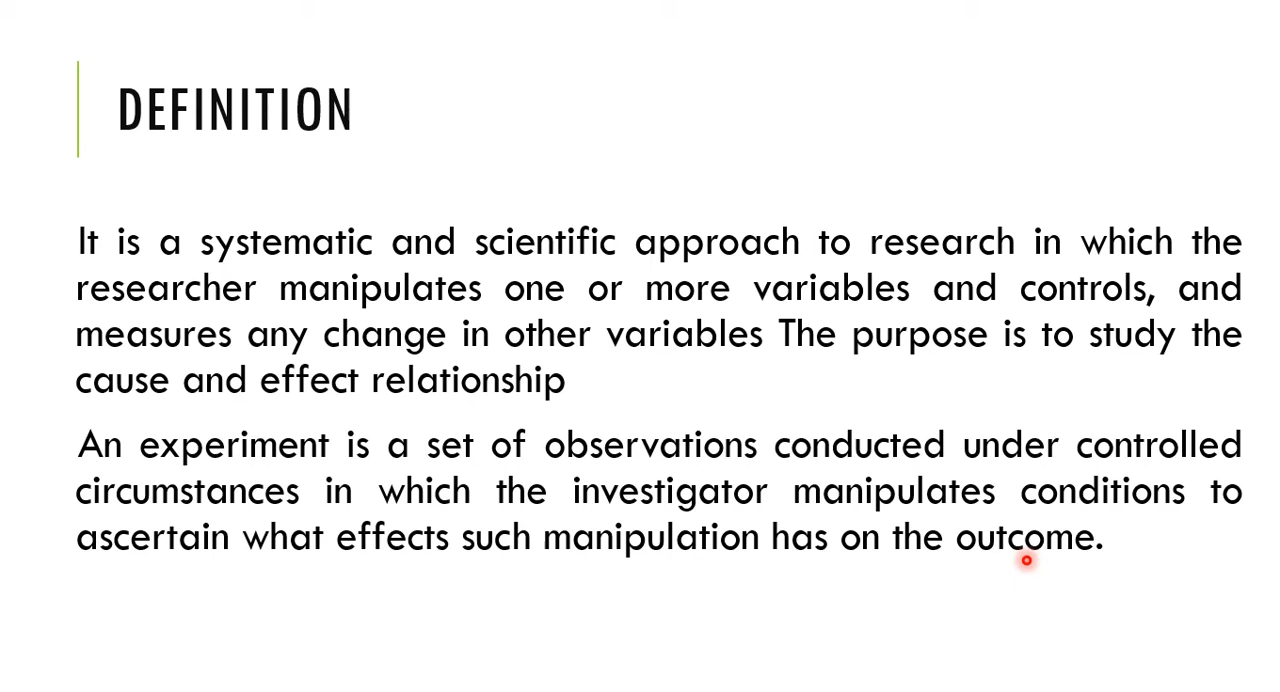 DEFINITION
It is a systematic and scientific approach to research in which the
researcher manipulates one or more variables and controls, and
measures any change in other variables The purpose is to study the
cause and effect relationship
An experiment is a set of observations conducted under controlled
circumstances in which the investigator manipulates conditions to
ascertain what effects such manipulation has on the outcome.